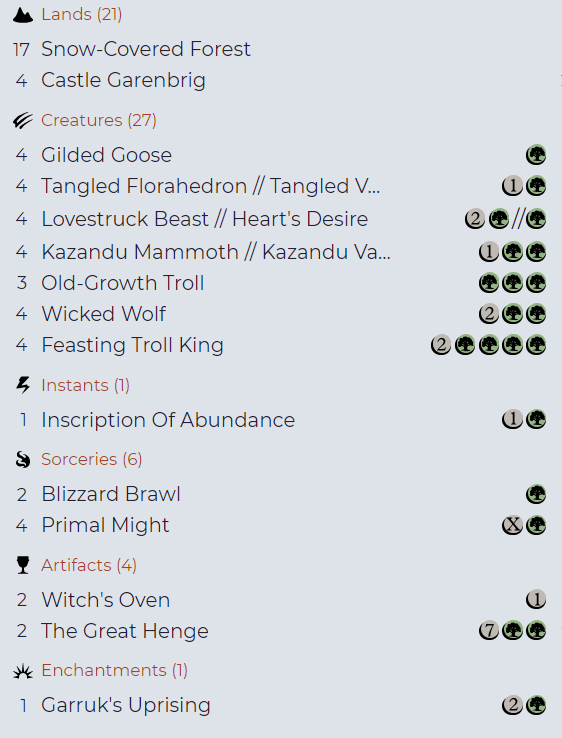 Lands (21)
17 Snow-Covered Forest
4 Castle Garenbrig
Creatures (27)
4 Gilded Goose
4 Tangled Florahedron // Tangled V... 1
4 Lovestruck Beast // Heart's Desire 2 //
4 Kazandu Mammoth // Kazandu Va... 1
3 Old-Growth Troll
4 Wicked Wolf 2
4 Feasting Troll King 2
Instants (1)
1 Inscription Of Abundance 1
Sorceries (6)
2 Blizzard Brawl
4 Primal Might X
Artifacts (4)
2 Witch's Oven 1
2 The Great Henge 7
Enchantments (1)
1 Garruk's Uprising 2